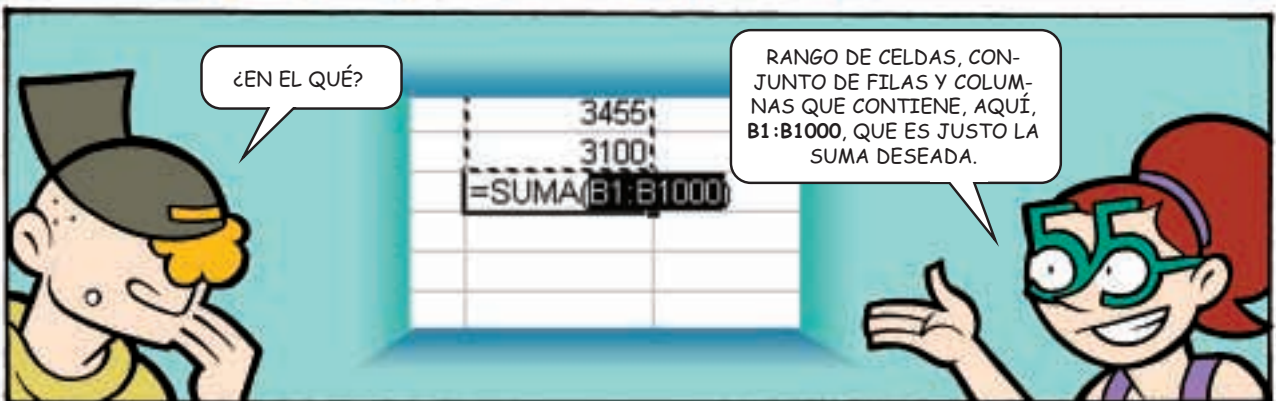 ¿EN EL QUÉ?
RANGO DE CELDAS, CON-
JUNTO DE FILAS Y COLUM-
NAS QUE CONTIENE, AQUÍ,
B1:B1000, QUE ES JUSTO LA
SUMA DESEADA.
3455
3100
=SUMA(B1:B1000)
55